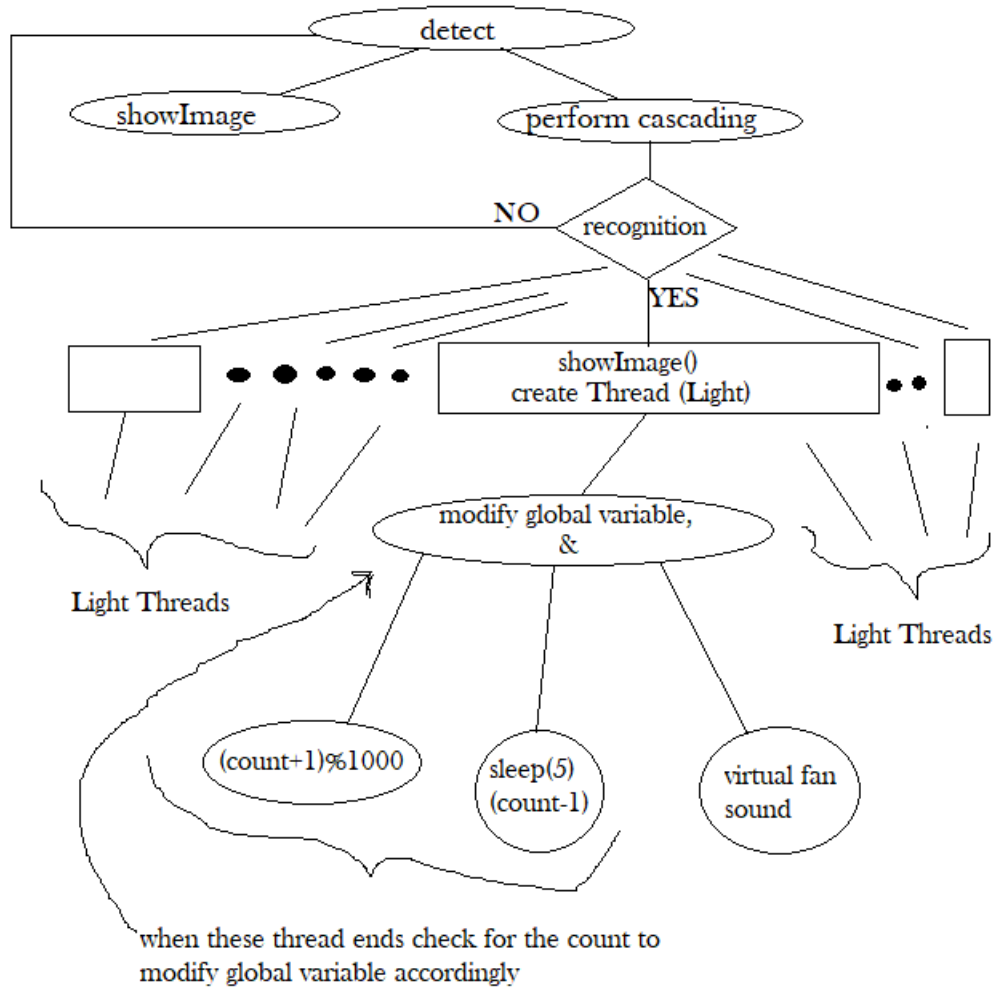 detect
showImage
perform cascading
NO
recognition
YES
showImage()
create Thread (Light)
modify global variable,
&
Light Threads
Light Threads
(count+1)%1000
sleep(5)
(count-1)
virtual fan
sound
when these thread ends check for the count to
modify global variable accordingly